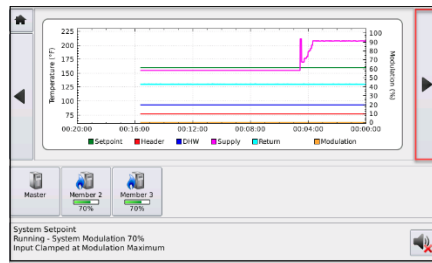 225
200
175
150
125
100
75
Temperature (°F)
100
90
80
70
60
50
40
30
20
10
0
Modulation (%)
00:20:00 00:16:00 00:12:00 00:08:00 00:04:00 00:00:00
Setpoint Header DHW Supply Return Modulation
Master Member 2 Member 3
70% 70%
System Setpoint
Running - System Modulation 70%
Input Clamped at Modulation Maximum